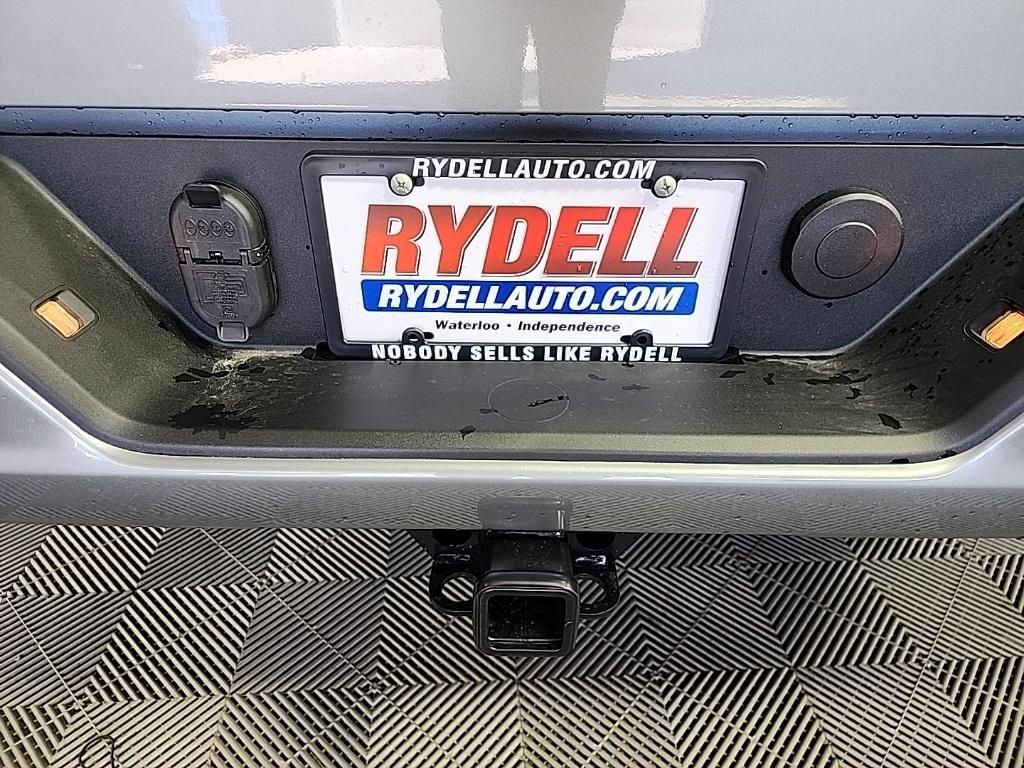 RYDELLAUTO.COM
RYDELL
RYDELLAUTO.COM
Waterloo • Independence
NOBODY SELLS LIKE RYDELL